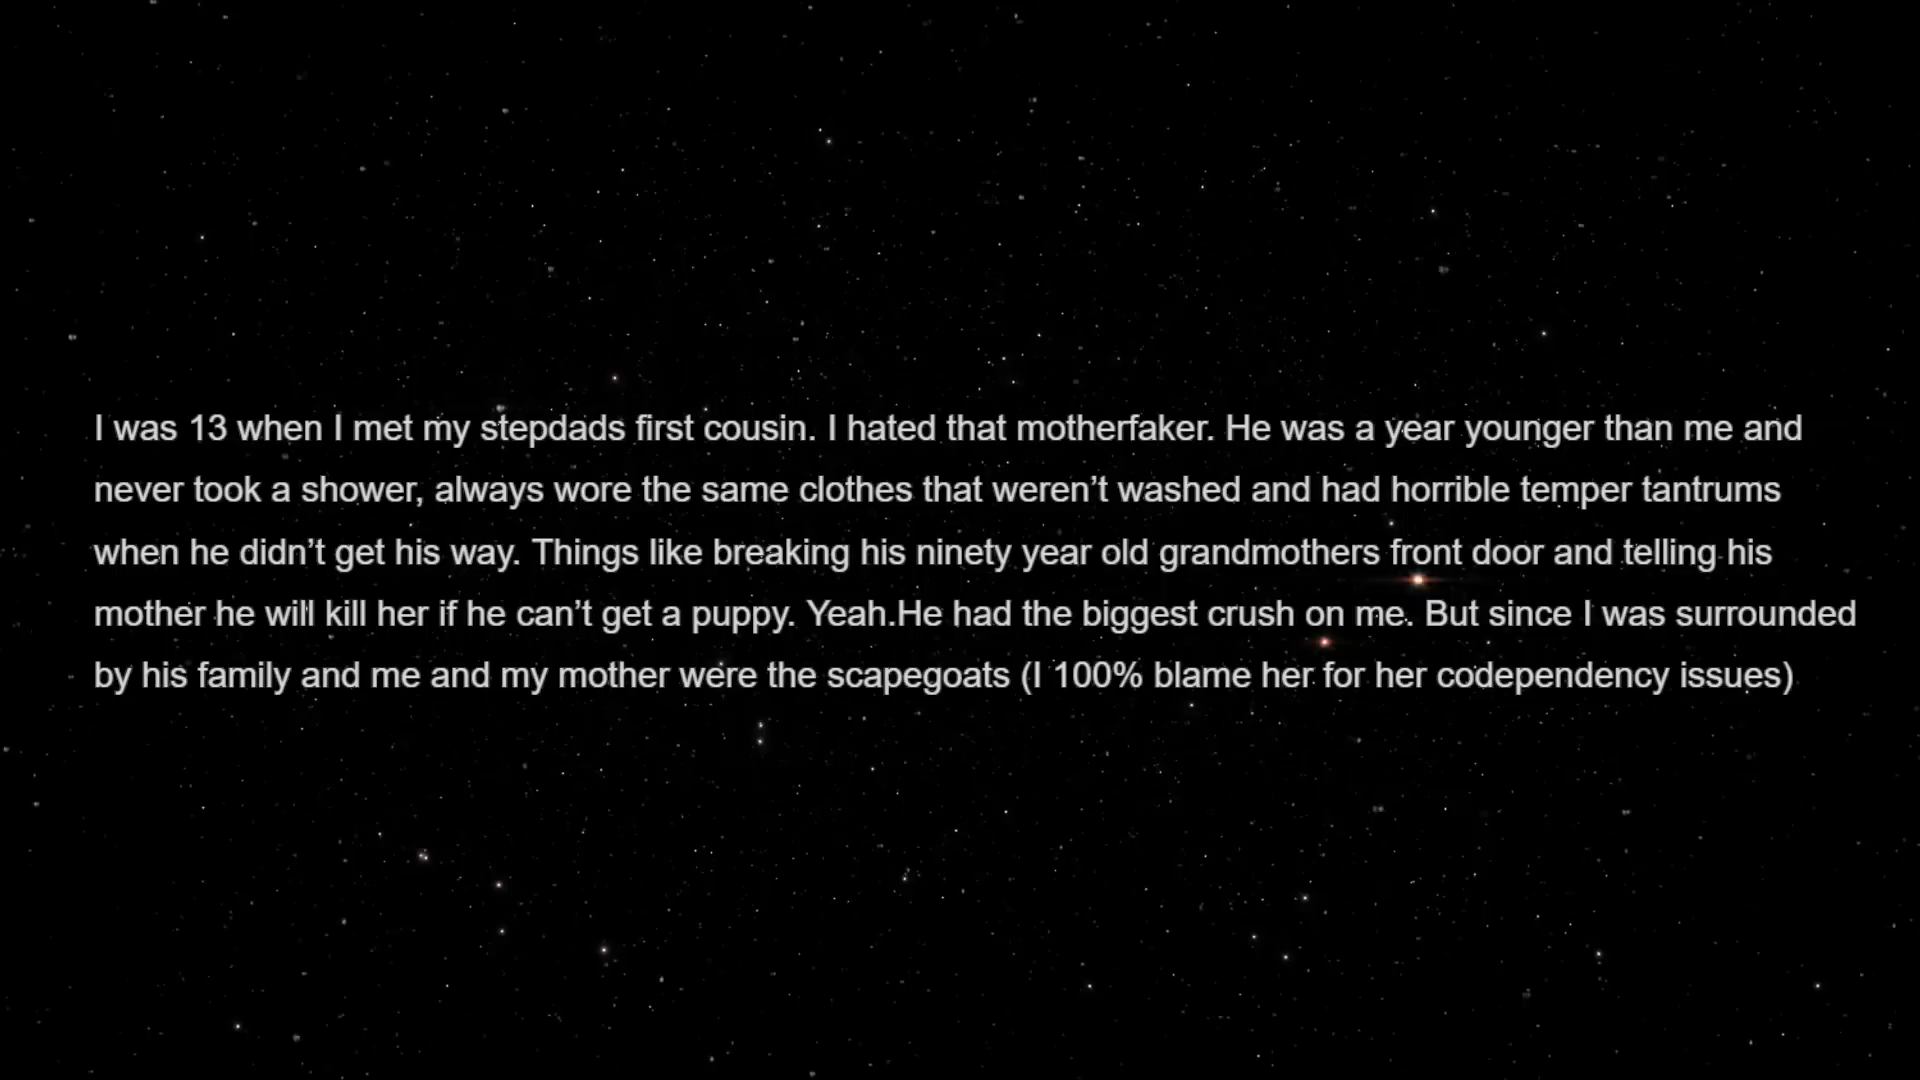 I was 13 when I met my stepdads first cousin. I hated that motherfaker. He was a year younger than me and
never took a shower, always wore the same clothes that weren’t washed and had horrible temper tantrums
when he didn’t get his way. Things like breaking his ninety year old grandmothers front door and telling his
mother he will kill her if he can’t get a puppy. Yeah.He had the biggest crush on me. But since I was surrounded
by his family and me and my mother were the scapegoats (I 100% blame her for her codependency issues)